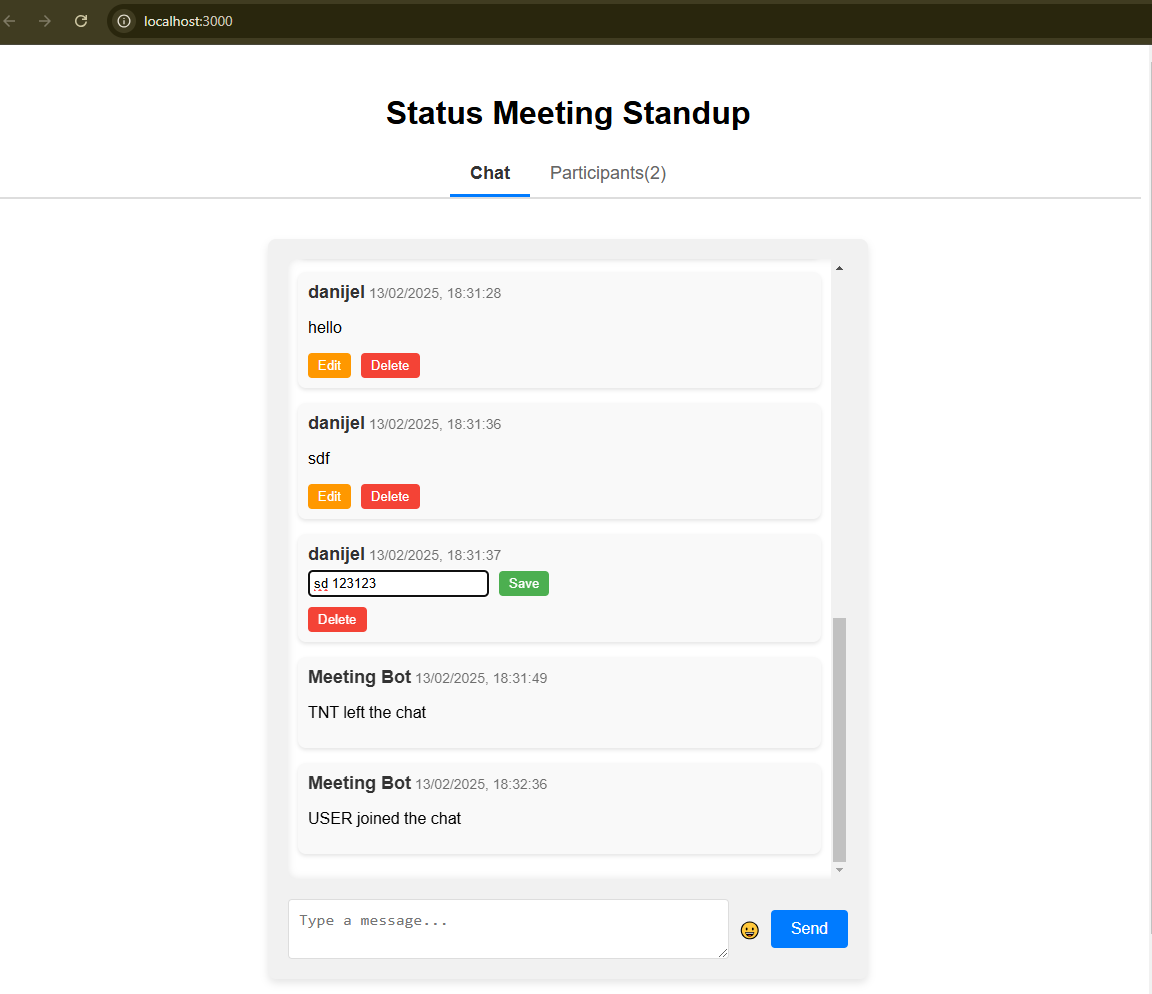 localhost:3000
Status Meeting Standup
Chat Participants(2)
danijel 13/02/2025, 18:31:28
hello
Edit Delete
danijel 13/02/2025, 18:31:36
sdf
Edit Delete
danijel 13/02/2025, 18:31:37
sd 123123 Save
Delete
Meeting Bot 13/02/2025, 18:31:49
TNT left the chat
Meeting Bot 13/02/2025, 18:32:36
USER joined the chat
Type a message... Send